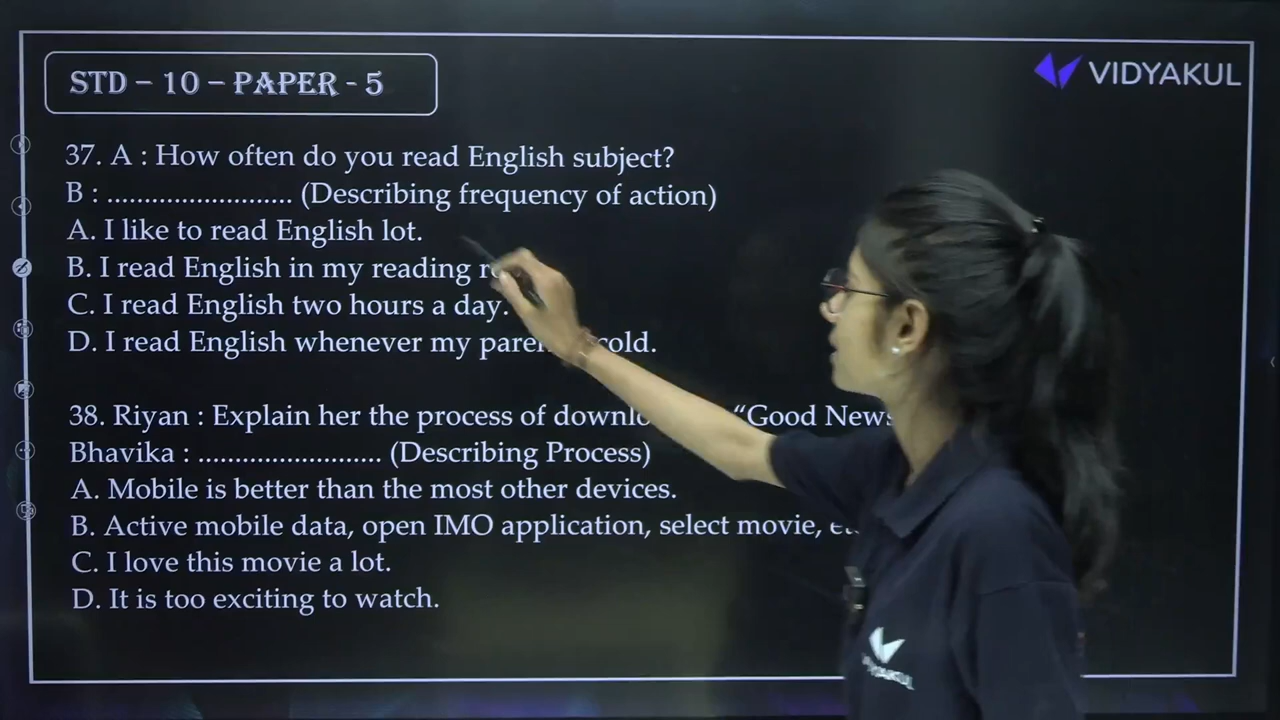 STD – 10 – PAPER - 5
VIDYAKUL
37. A : How often do you read English subject?
B : ......................... (Describing frequency of action)
A. I like to read English lot.
B. I read English in my reading
C. I read English two hours a day.
D. I read English whenever my cold.
38. Riyan : Explain her the process of “Good News
Bhavika : ......................... (Describing Process)
A. Mobile is better than the most other devices.
B. Active mobile data, open IMO application, select movie,
C. I love this movie a lot.
D. It is too exciting to watch.